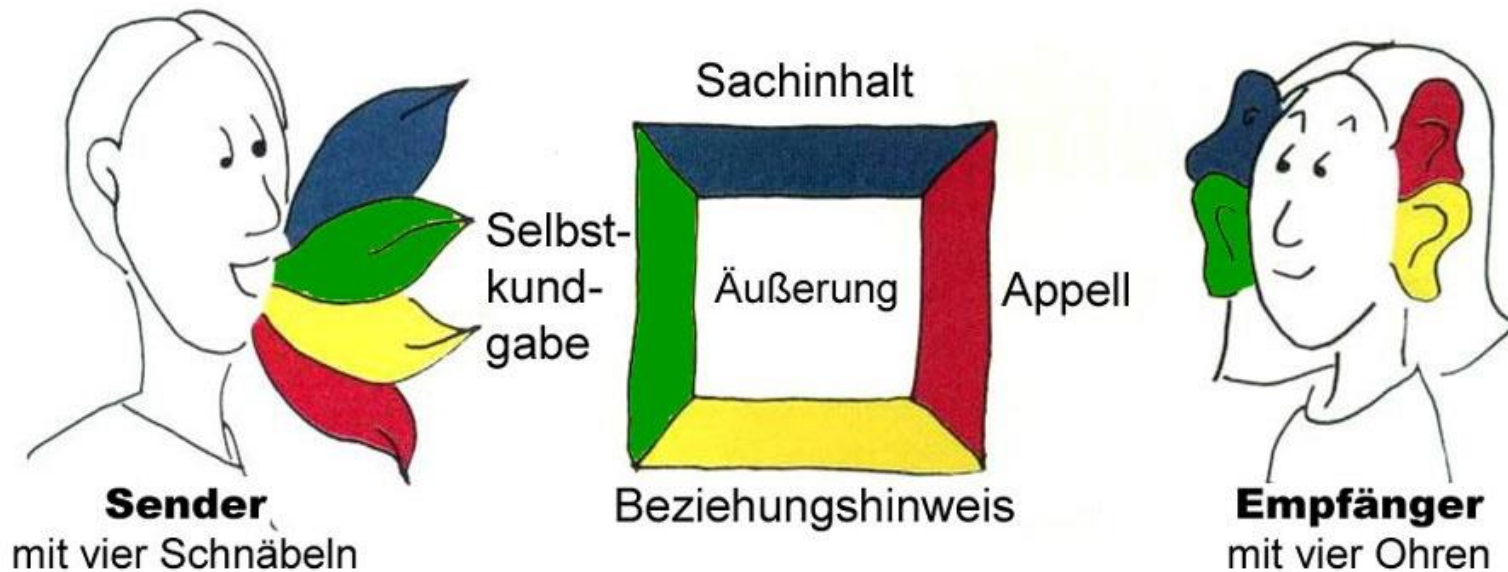 Sachinhalt
Selbst-
kund-
gabe
Äußerung
Appell
Beziehungshinweis
Sender
mit vier Schnäbeln
Empfänger
mit vier Ohren